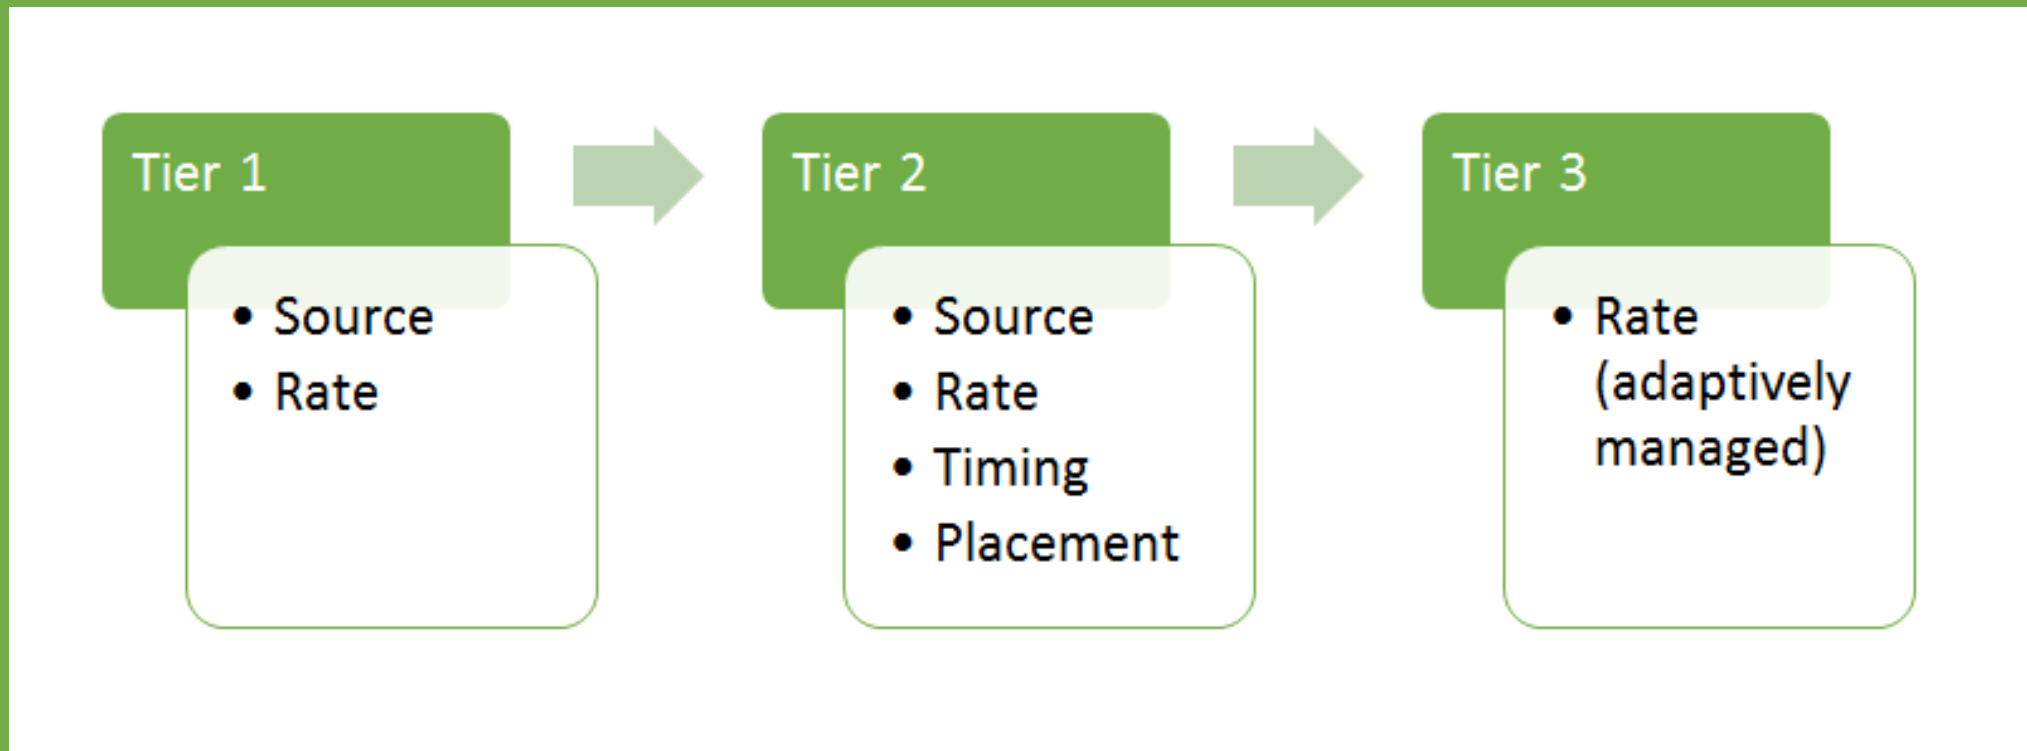 Tier 1
• Source
• Rate
Tier 2
• Source
• Rate
• Timing
• Placement
Tier 3
• Rate
(adaptively
managed)